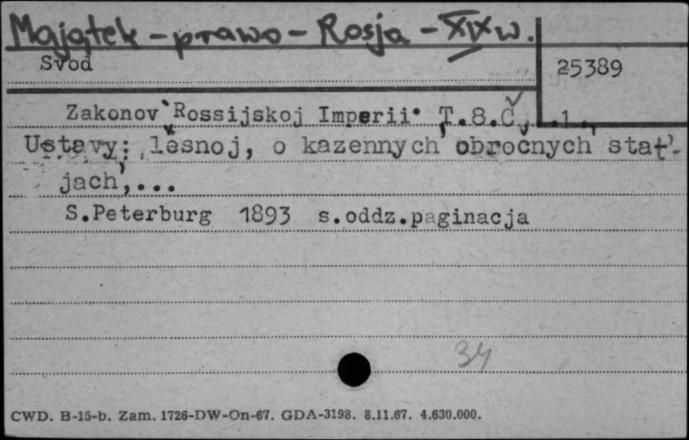 Majątek - prawo - Rosja - XIX w.
Svod
25389
Zakonov Rossijskoj Imperii. T.8.Č.1.
Ustavy: lěsnoj, o kazennych obročnych stat'-
jach,...
S.Peterburg 1893 s.oddz.paginacja
34
CWD. B-15-b. Zam. 1726-DW-On-67. GDA-3198. 8.11.67. 4.630.000.